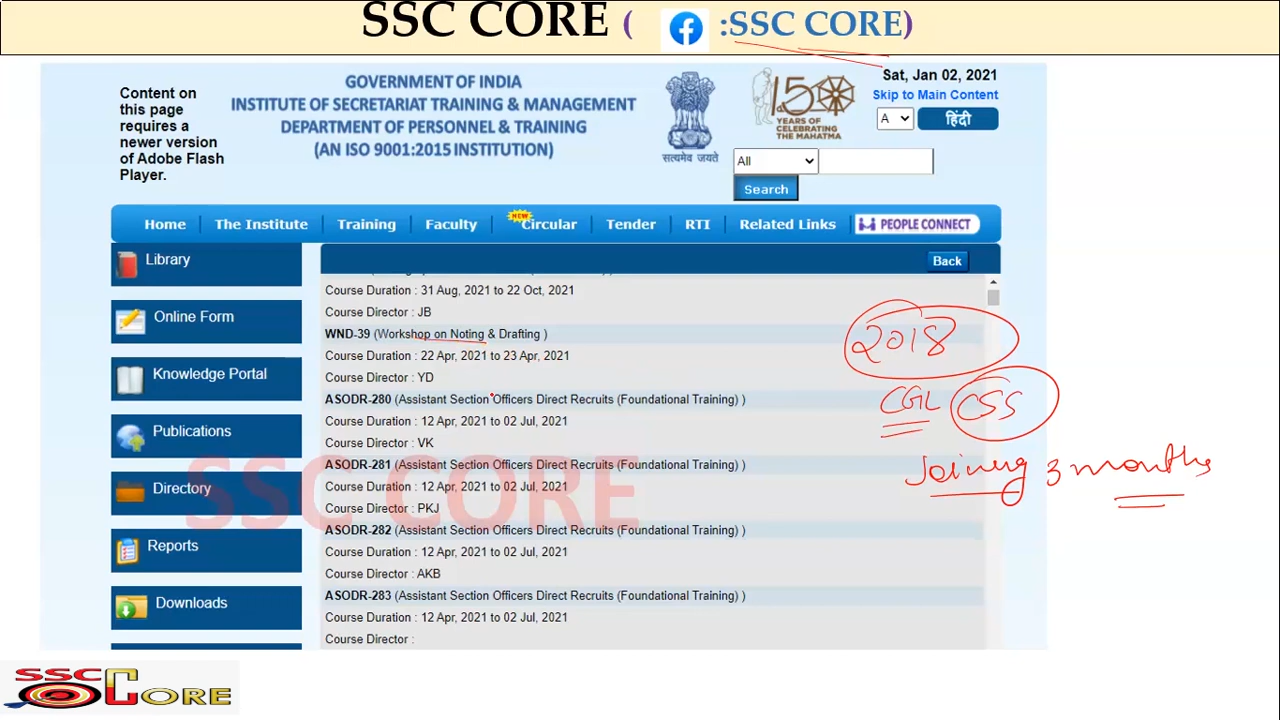 SSC CORE ( :SSC CORE)
Content on
this page
requires a
newer version
of Adobe Flash
Player.
GOVERNMENT OF INDIA
INSTITUTE OF SECRETARIAT TRAINING & MANAGEMENT
DEPARTMENT OF PERSONNEL & TRAINING
(AN ISO 9001:2015 INSTITUTION)
सत्यमेव जयते
150
YEARS OF
CELEBRATING
THE MAHATMA
Sat, Jan 02, 2021
Skip to Main Content
A
हिंदी
All
Search
Home The Institute Training Faculty NEW Circular Tender RTI Related Links PEOPLE CONNECT
Library
Online Form
Knowledge Portal
Publications
Directory
Reports
Downloads
Back
Course Duration : 31 Aug, 2021 to 22 Oct, 2021
Course Director : JB
WND-39 (Workshop on Noting & Drafting )
Course Duration : 22 Apr, 2021 to 23 Apr, 2021
Course Director : YD
ASODR-280 (Assistant Section Officers Direct Recruits (Foundational Training) )
Course Duration : 12 Apr, 2021 to 02 Jul, 2021
Course Director : VK
ASODR-281 (Assistant Section Officers Direct Recruits (Foundational Training) )
Course Duration : 12 Apr, 2021 to 02 Jul, 2021
Course Director : PKJ
ASODR-282 (Assistant Section Officers Direct Recruits (Foundational Training) )
Course Duration : 12 Apr, 2021 to 02 Jul, 2021
Course Director : AKB
ASODR-283 (Assistant Section Officers Direct Recruits (Foundational Training) )
Course Duration : 12 Apr, 2021 to 02 Jul, 2021
Course Director :
2018
CGL CSS
Joining 3 months
SSC CORE
SSC CORE